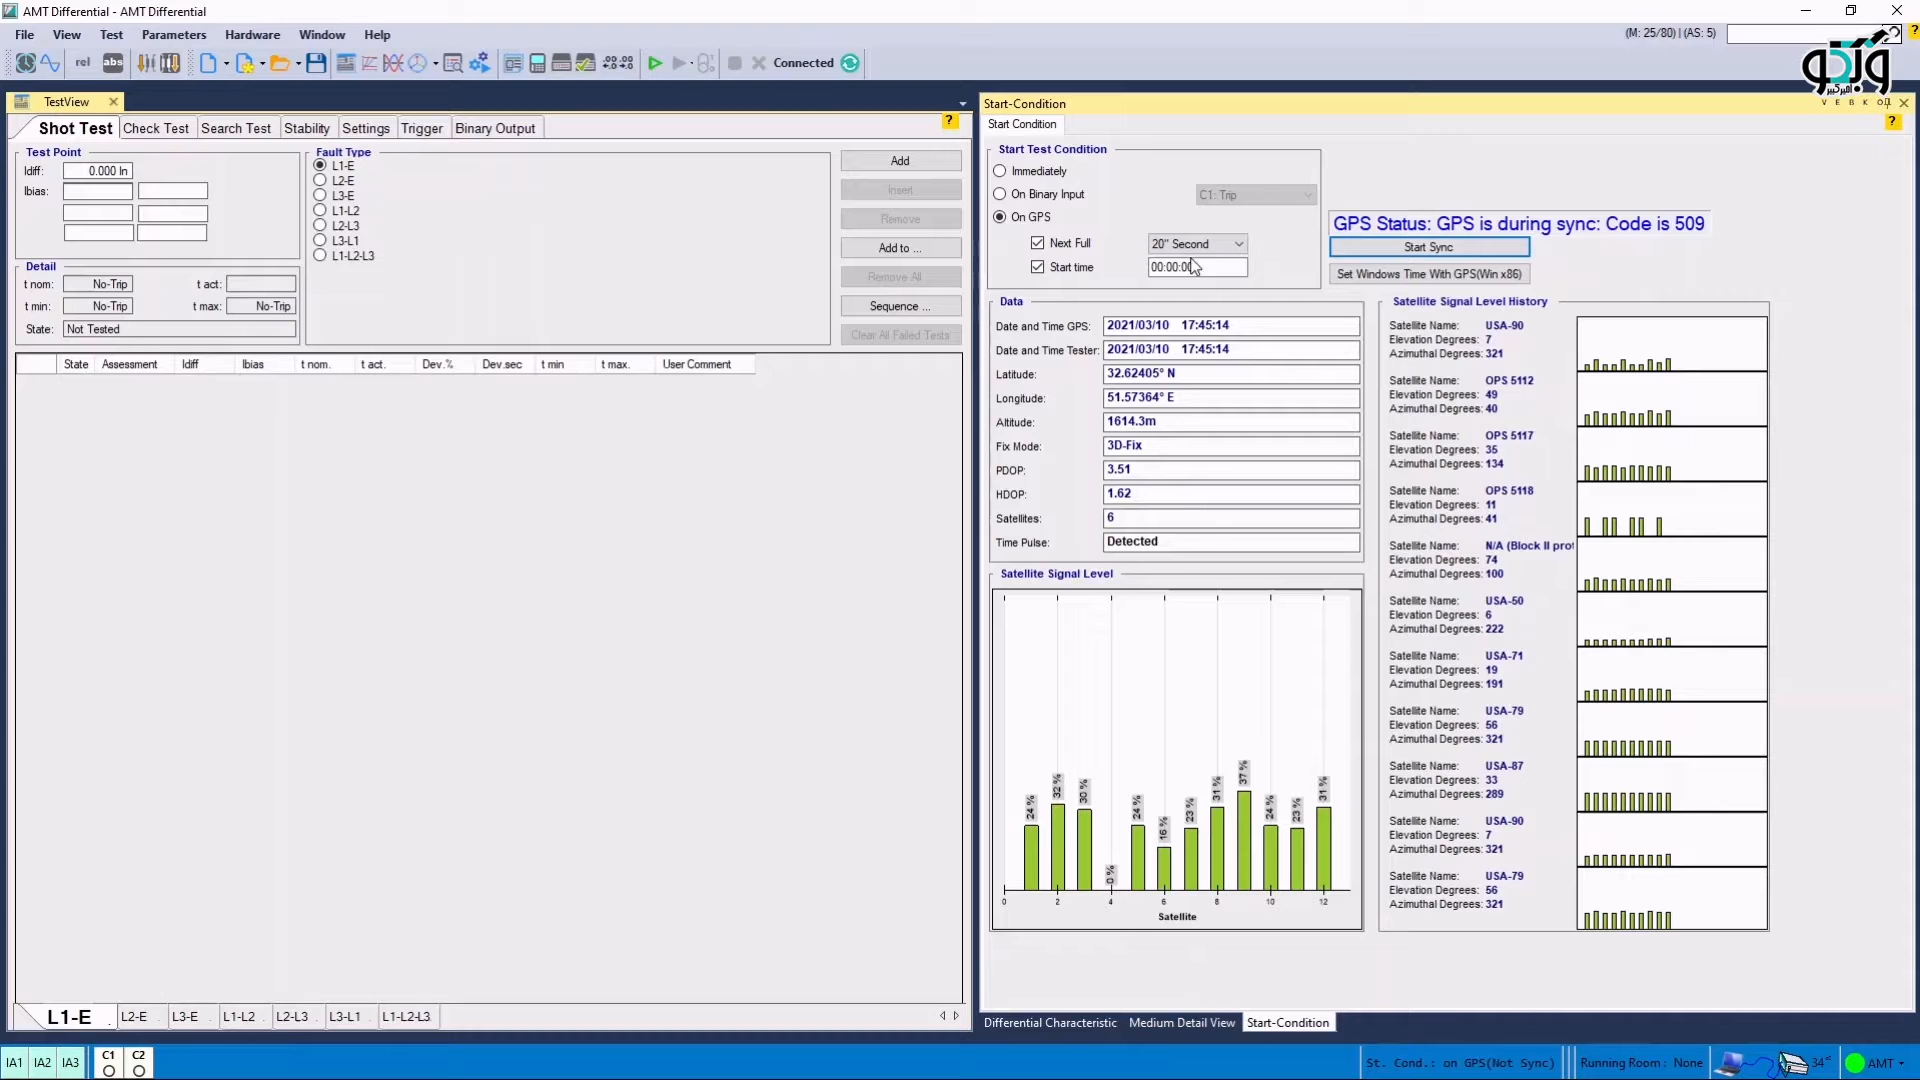 AMT Differential - AMT Differential
File View Test Parameters Hardware Window Help
(M: 25/80) | (AS: 5)
rel abs Connected
وبکو
امیرکبیر
VEBKO
TestView
Shot Test Check Test Search Test Stability Settings Trigger Binary Output
Test Point
Idiff: 0.000 In
Ibias:
Detail
t nom: No-Trip t act:
t min: No-Trip t max: No-Trip
State: Not Tested
Fault Type
L1-E
L2-E
L3-E
L1-L2
L2-L3
L3-L1
L1-L2-L3
Add
Insert
Remove
Add to ...
Remove All
Sequence ...
Clear All Failed Tests
State Assessment Idiff Ibias t nom. t act. Dev.% Dev.sec t min t max. User Comment
L1-E L2-E L3-E L1-L2 L2-L3 L3-L1 L1-L2-L3
Start-Condition
Start Condition
Start Test Condition
Immediately
On Binary Input C1: Trip
On GPS
Next Full 20" Second
Start time 00:00:00
GPS Status: GPS is during sync: Code is 509
Start Sync
Set Windows Time With GPS(Win x86)
Data
Date and Time GPS: 2021/03/10 17:45:14
Date and Time Tester: 2021/03/10 17:45:14
Latitude: 32.62405° N
Longitude: 51.57364° E
Altitude: 1614.3m
Fix Mode: 3D-Fix
PDOP: 3.51
HDOP: 1.62
Satellites: 6
Time Pulse: Detected
Satellite Signal Level
24 % 32 % 30 % 0 % 24 % 16 % 23 % 31 % 37 % 24 % 23 % 31 %
0 2 4 6 8 10 12
Satellite
Satellite Signal Level History
Satellite Name: USA-90
Elevation Degrees: 7
Azimuthal Degrees: 321
Satellite Name: OPS 5112
Elevation Degrees: 49
Azimuthal Degrees: 40
Satellite Name: OPS 5117
Elevation Degrees: 35
Azimuthal Degrees: 134
Satellite Name: OPS 5118
Elevation Degrees: 11
Azimuthal Degrees: 41
Satellite Name: N/A (Block II prot
Elevation Degrees: 74
Azimuthal Degrees: 100
Satellite Name: USA-50
Elevation Degrees: 6
Azimuthal Degrees: 222
Satellite Name: USA-71
Elevation Degrees: 19
Azimuthal Degrees: 191
Satellite Name: USA-79
Elevation Degrees: 56
Azimuthal Degrees: 321
Satellite Name: USA-87
Elevation Degrees: 33
Azimuthal Degrees: 289
Satellite Name: USA-90
Elevation Degrees: 7
Azimuthal Degrees: 321
Satellite Name: USA-79
Elevation Degrees: 56
Azimuthal Degrees: 321
Differential Characteristic Medium Detail View Start-Condition
IA1 IA2 IA3 C1 C2
St. Cond.: on GPS(Not Sync) Running Room : None 34° AMT